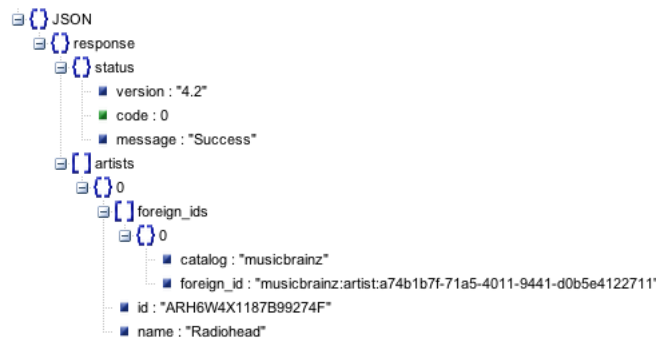 JSON
response
status
version : "4.2"
code : 0
message : "Success"
artists
0
foreign_ids
0
catalog : "musicbrainz"
foreign_id : "musicbrainz:artist:a74b1b7f-71a5-4011-9441-d0b5e4122711"
id : "ARH6W4X1187B99274F"
name : "Radiohead"